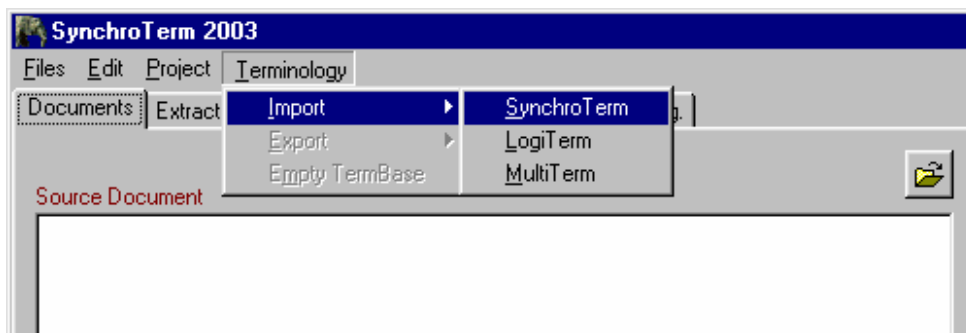 SynchroTerm 2003
Files Edit Project Terminology
Documents Extract g.
Import SynchroTerm
Export LogiTerm
Empty TermBase MultiTerm
Source Document